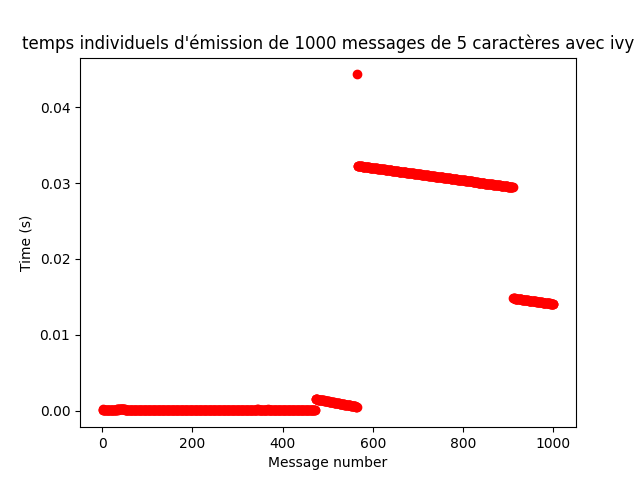 temps individuels d'émission de 1000 messages de 5 caractères avec ivy
0.04
0.03
0.02
0.01
0.00
Time (s)
0 200 400 600 800 1000
Message number